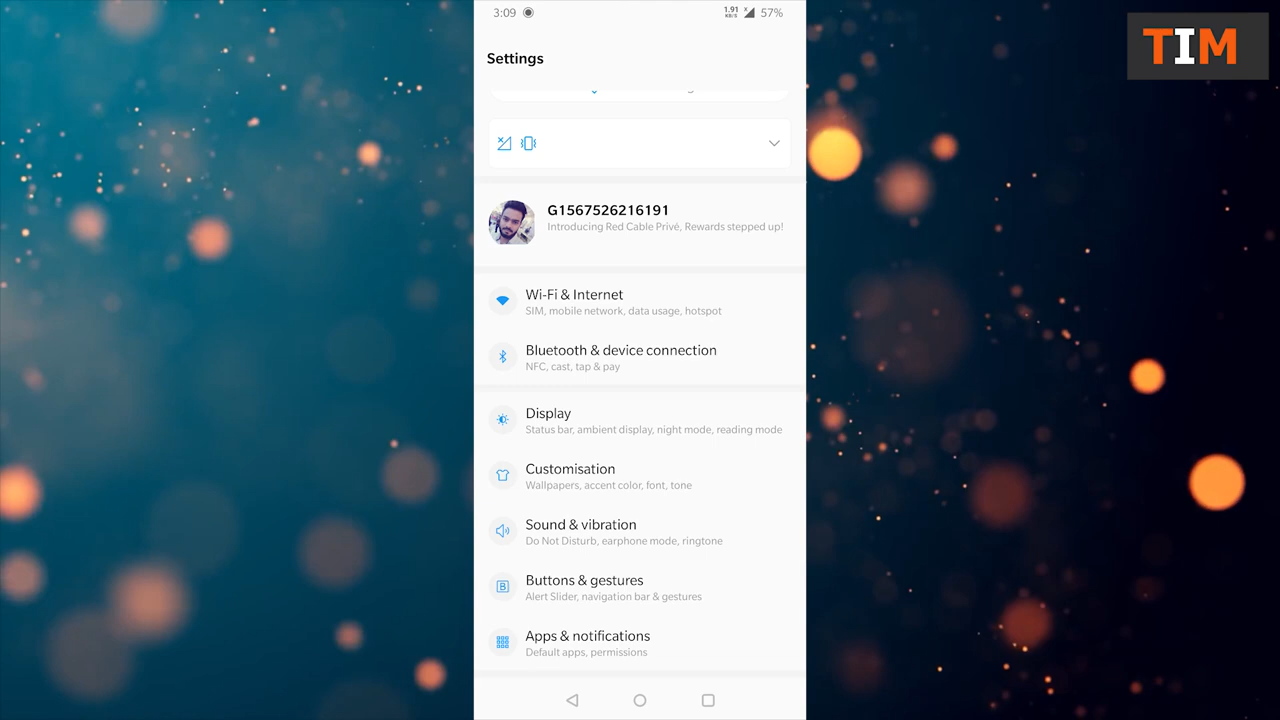 3:09
1.91
KB/S
57%
TIM
Settings
G1567526216191
Introducing Red Cable Privé, Rewards stepped up!
Wi-Fi & Internet
SIM, mobile network, data usage, hotspot
Bluetooth & device connection
NFC, cast, tap & pay
Display
Status bar, ambient display, night mode, reading mode
Customisation
Wallpapers, accent color, font, tone
Sound & vibration
Do Not Disturb, earphone mode, ringtone
Buttons & gestures
Alert Slider, navigation bar & gestures
Apps & notifications
Default apps, permissions